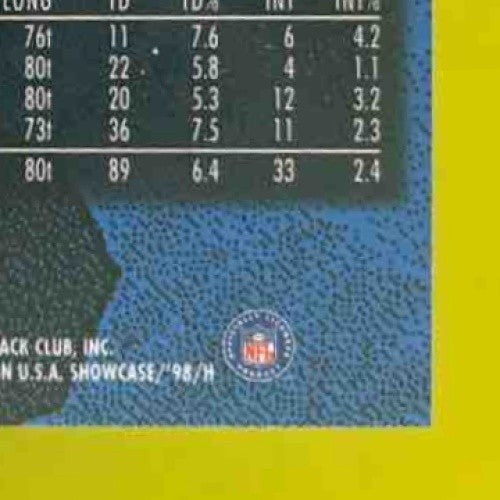 LONG TD TD% INT INT%
76t 11 7.6 6 4.2
80t 22 5.8 4 1.1
80t 20 5.3 12 3.2
73t 36 7.5 11 2.3
80t 89 6.4 33 2.4
ACK CLUB, INC.
N U.S.A. SHOWCASE/'98/H
NFL